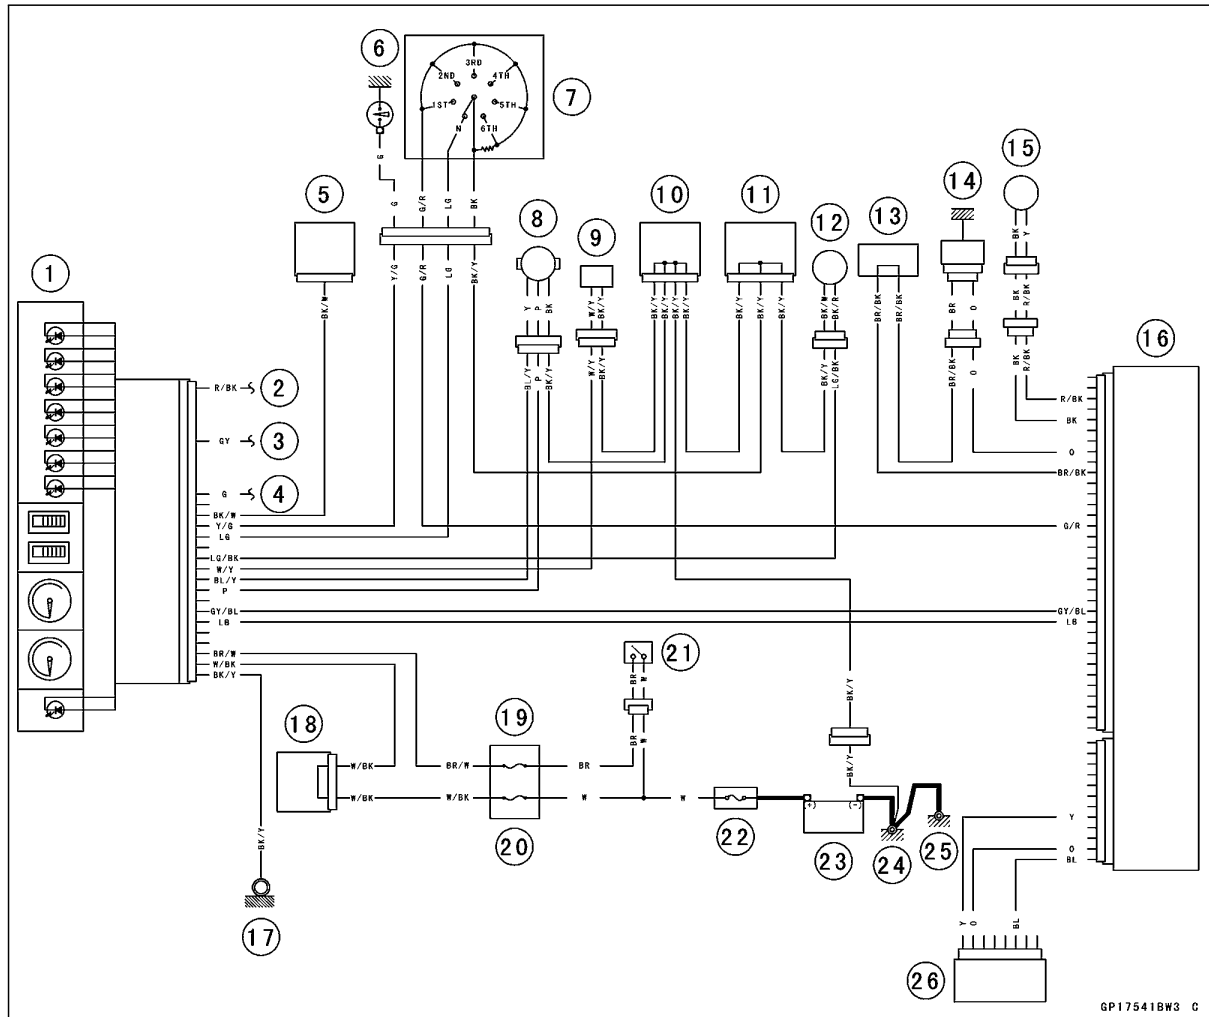 6
3RD
2ND
4TH
7
1ST
5TH
N
6TH
15
G
14
5
G
G/R
LG
BK
10
11
BK
Y
8
9
12
13
1
Y/G
G/R
LG
BK/Y
BK
R/BK
BK/W
Y
P
BK
W/Y
BK/Y
BK/Y
BK/Y
BK/Y
BK/Y
BK/Y
BK/Y
BK/W
BK/R
BR/BK
BR/BK
BR
O
16
BL/Y
P
BK/Y
W/Y
BK/Y
BK/Y
LG/BK
BR/BK
O
BK
R/BK
R/BK
2
R/BK
BK
GY
3
O
BR/BK
G
4
BK/W
Y/G
G/R
LG
LG/BK
W/Y
BL/Y
P
GY/BL
GY/BL
LB
LB
BR/W
21
W/BK
BR
W
BK/Y
BK/Y
18
19
BR
W
W/BK
BR/W
BR
BK/Y
W/BK
W/BK
W
W
(+)
(-)
Y
BK/Y
20
22
23
24
25
O
BL
17
Y
O
BL
26
GP17541BW3 C